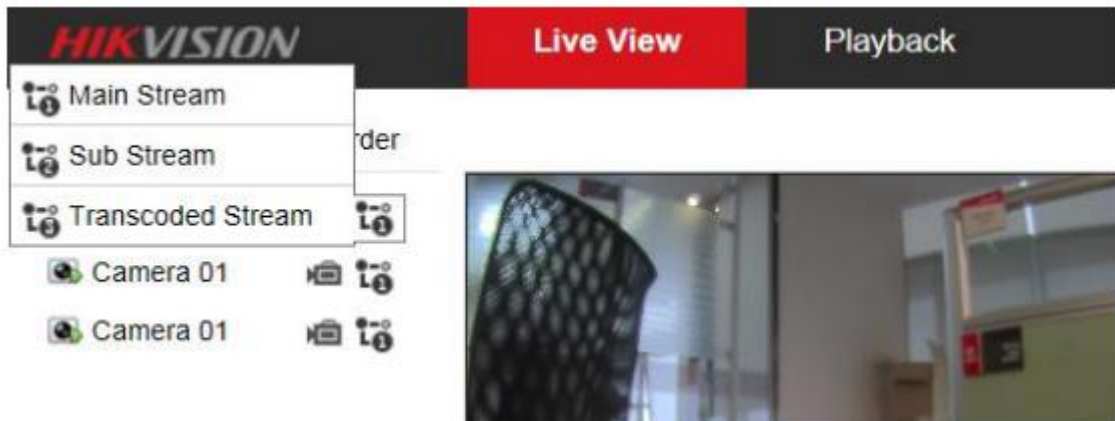 HIKVISION
Live View
Playback
Main Stream
Sub Stream
rder
Transcoded Stream
Camera 01
Camera 01